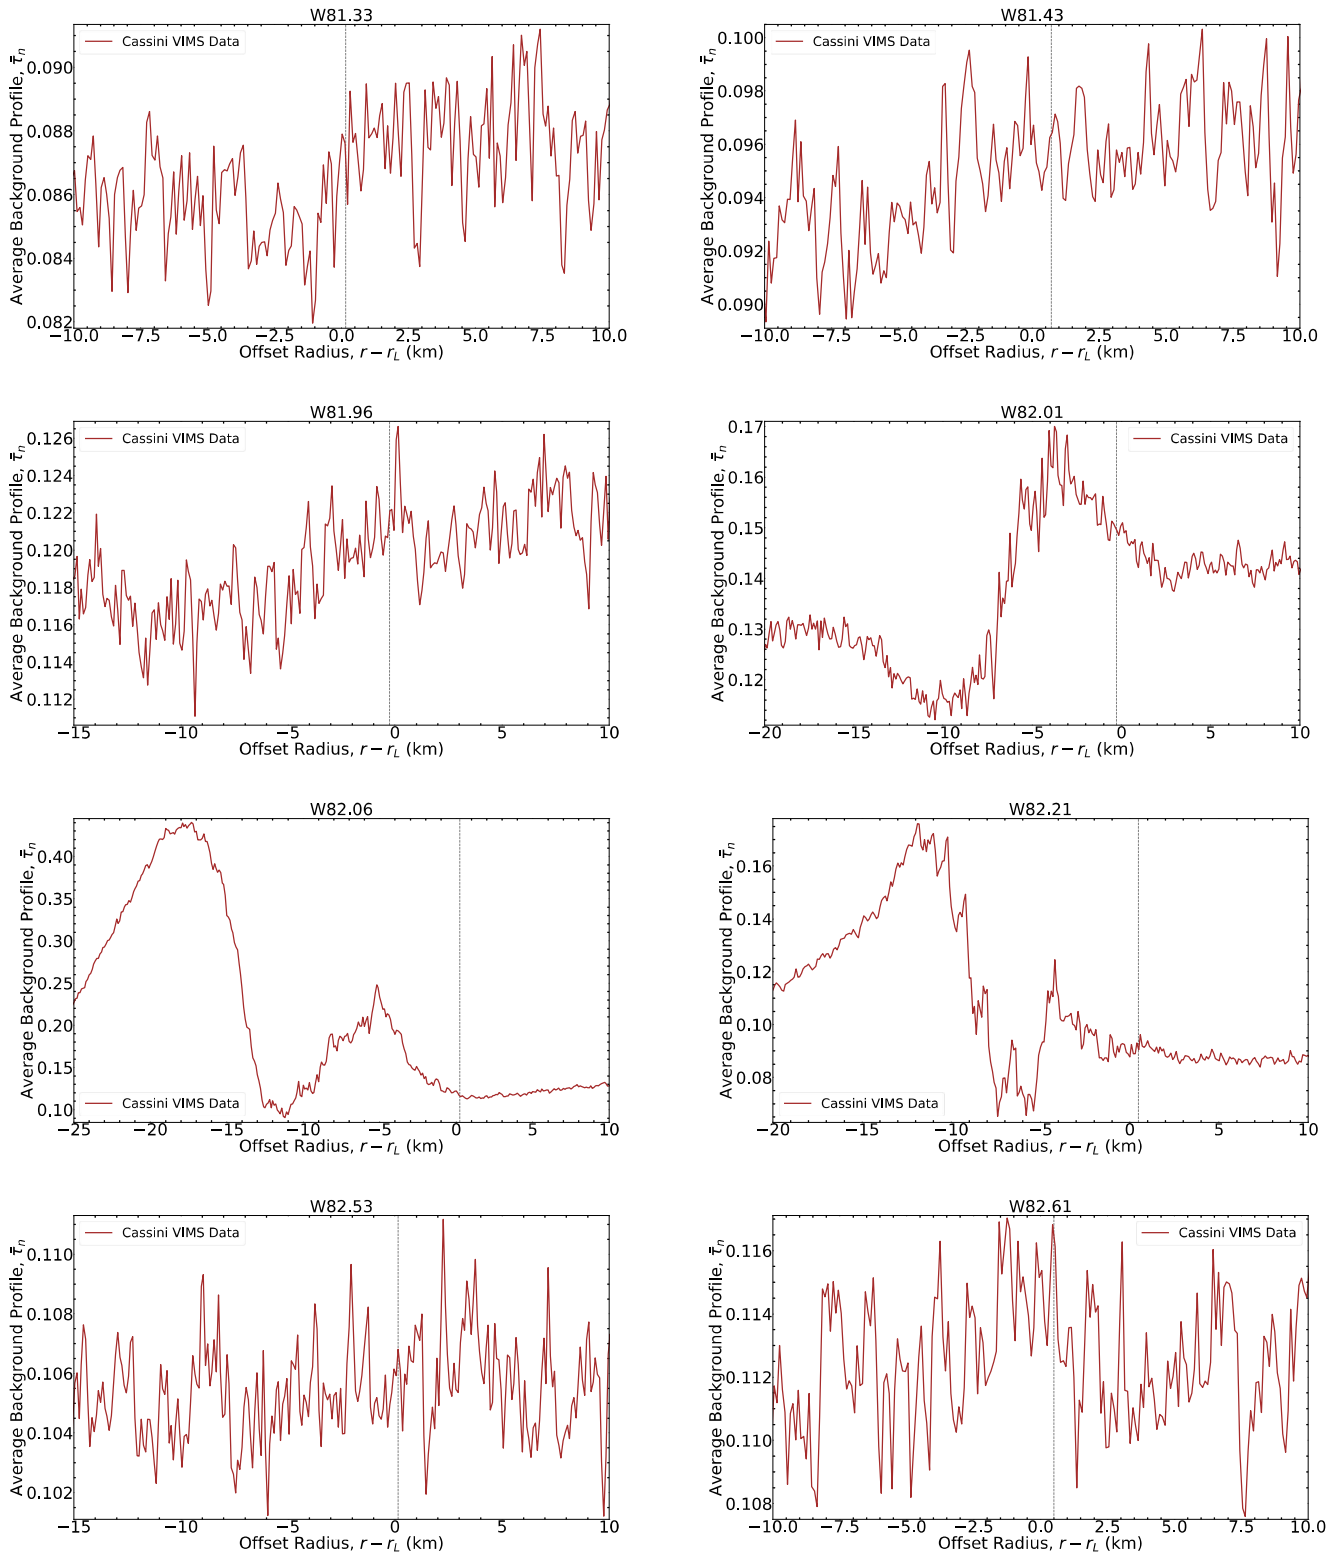 W81.33
Average Background Profile, τ̄ₙ
Cassini VIMS Data
0.090
0.088
0.086
0.084
0.082
−10.0 −7.5 −5.0 −2.5 0.0 2.5 5.0 7.5 10.0
Offset Radius, r − r_L (km)
W81.43
Average Background Profile, τ̄ₙ
Cassini VIMS Data
0.100
0.098
0.096
0.094
0.092
0.090
−10.0 −7.5 −5.0 −2.5 0.0 2.5 5.0 7.5 10.0
Offset Radius, r − r_L (km)
W81.96
Average Background Profile, τ̄ₙ
Cassini VIMS Data
0.126
0.124
0.122
0.120
0.118
0.116
0.114
0.112
−15 −10 −5 0 5 10
Offset Radius, r − r_L (km)
W82.01
Average Background Profile, τ̄ₙ
Cassini VIMS Data
0.17
0.16
0.15
0.14
0.13
0.12
−20 −15 −10 −5 0 5 10
Offset Radius, r − r_L (km)
W82.06
Average Background Profile, τ̄ₙ
0.40
0.35
0.30
0.25
0.20
0.15
0.10
Cassini VIMS Data
−25 −20 −15 −10 −5 0 5 10
Offset Radius, r − r_L (km)
W82.21
Average Background Profile, τ̄ₙ
0.16
0.14
0.12
0.10
0.08
Cassini VIMS Data
−20 −15 −10 −5 0 5 10
Offset Radius, r − r_L (km)
W82.53
Average Background Profile, τ̄ₙ
Cassini VIMS Data
0.110
0.108
0.106
0.104
0.102
−15 −10 −5 0 5 10
Offset Radius, r − r_L (km)
W82.61
Average Background Profile, τ̄ₙ
Cassini VIMS Data
0.116
0.114
0.112
0.110
0.108
−10.0 −7.5 −5.0 −2.5 0.0 2.5 5.0 7.5 10.0
Offset Radius, r − r_L (km)